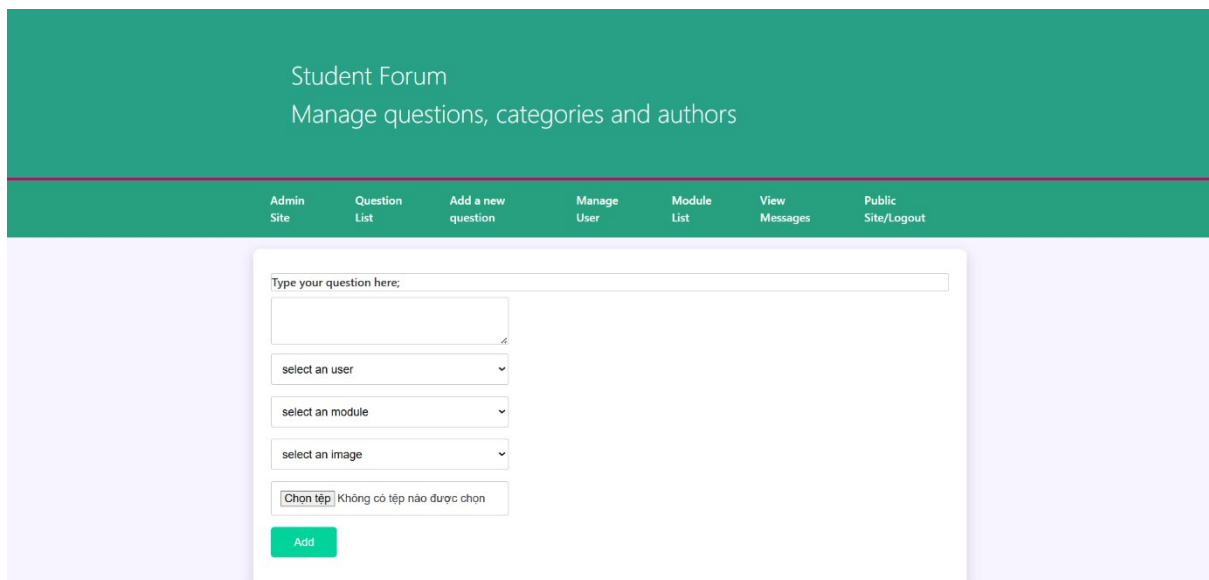 Student Forum
Manage questions, categories and authors
Admin Site
Question List
Add a new question
Manage User
Module List
View Messages
Public Site/Logout
Type your question here;
select an user
select an module
select an image
Chọn tệp Không có tệp nào được chọn
Add